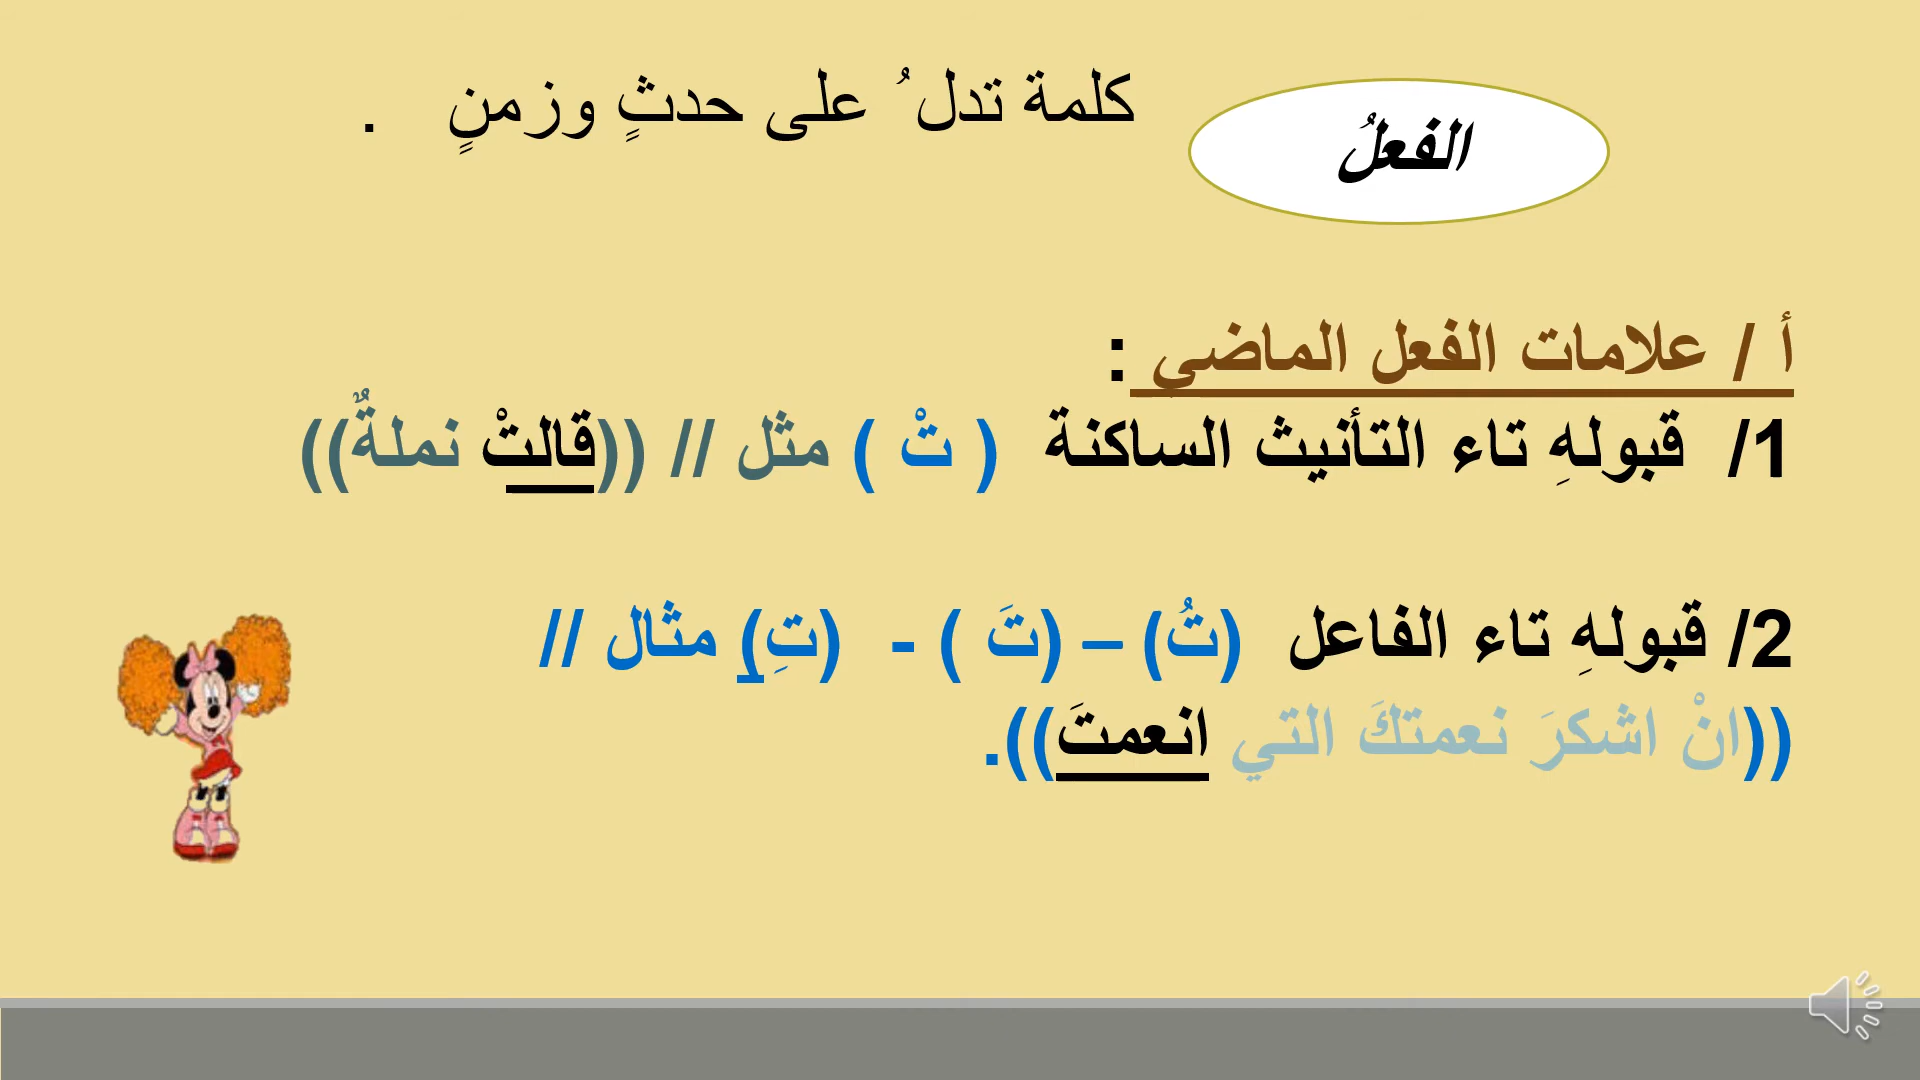 الفعلُ
كلمة تدل ُ على حدثٍ وزمنٍ .
أ / علامات الفعل الماضي :
1/ قبولهِ تاء التأنيث الساكنة ( تْ ) مثل // ((قالتْ نملةٌ))
2/ قبولهِ تاء الفاعل (تُ) – (تَ ) - (تِ) مثال //
((انْ اشكرَ نعمتكَ التي انعمتَ)).